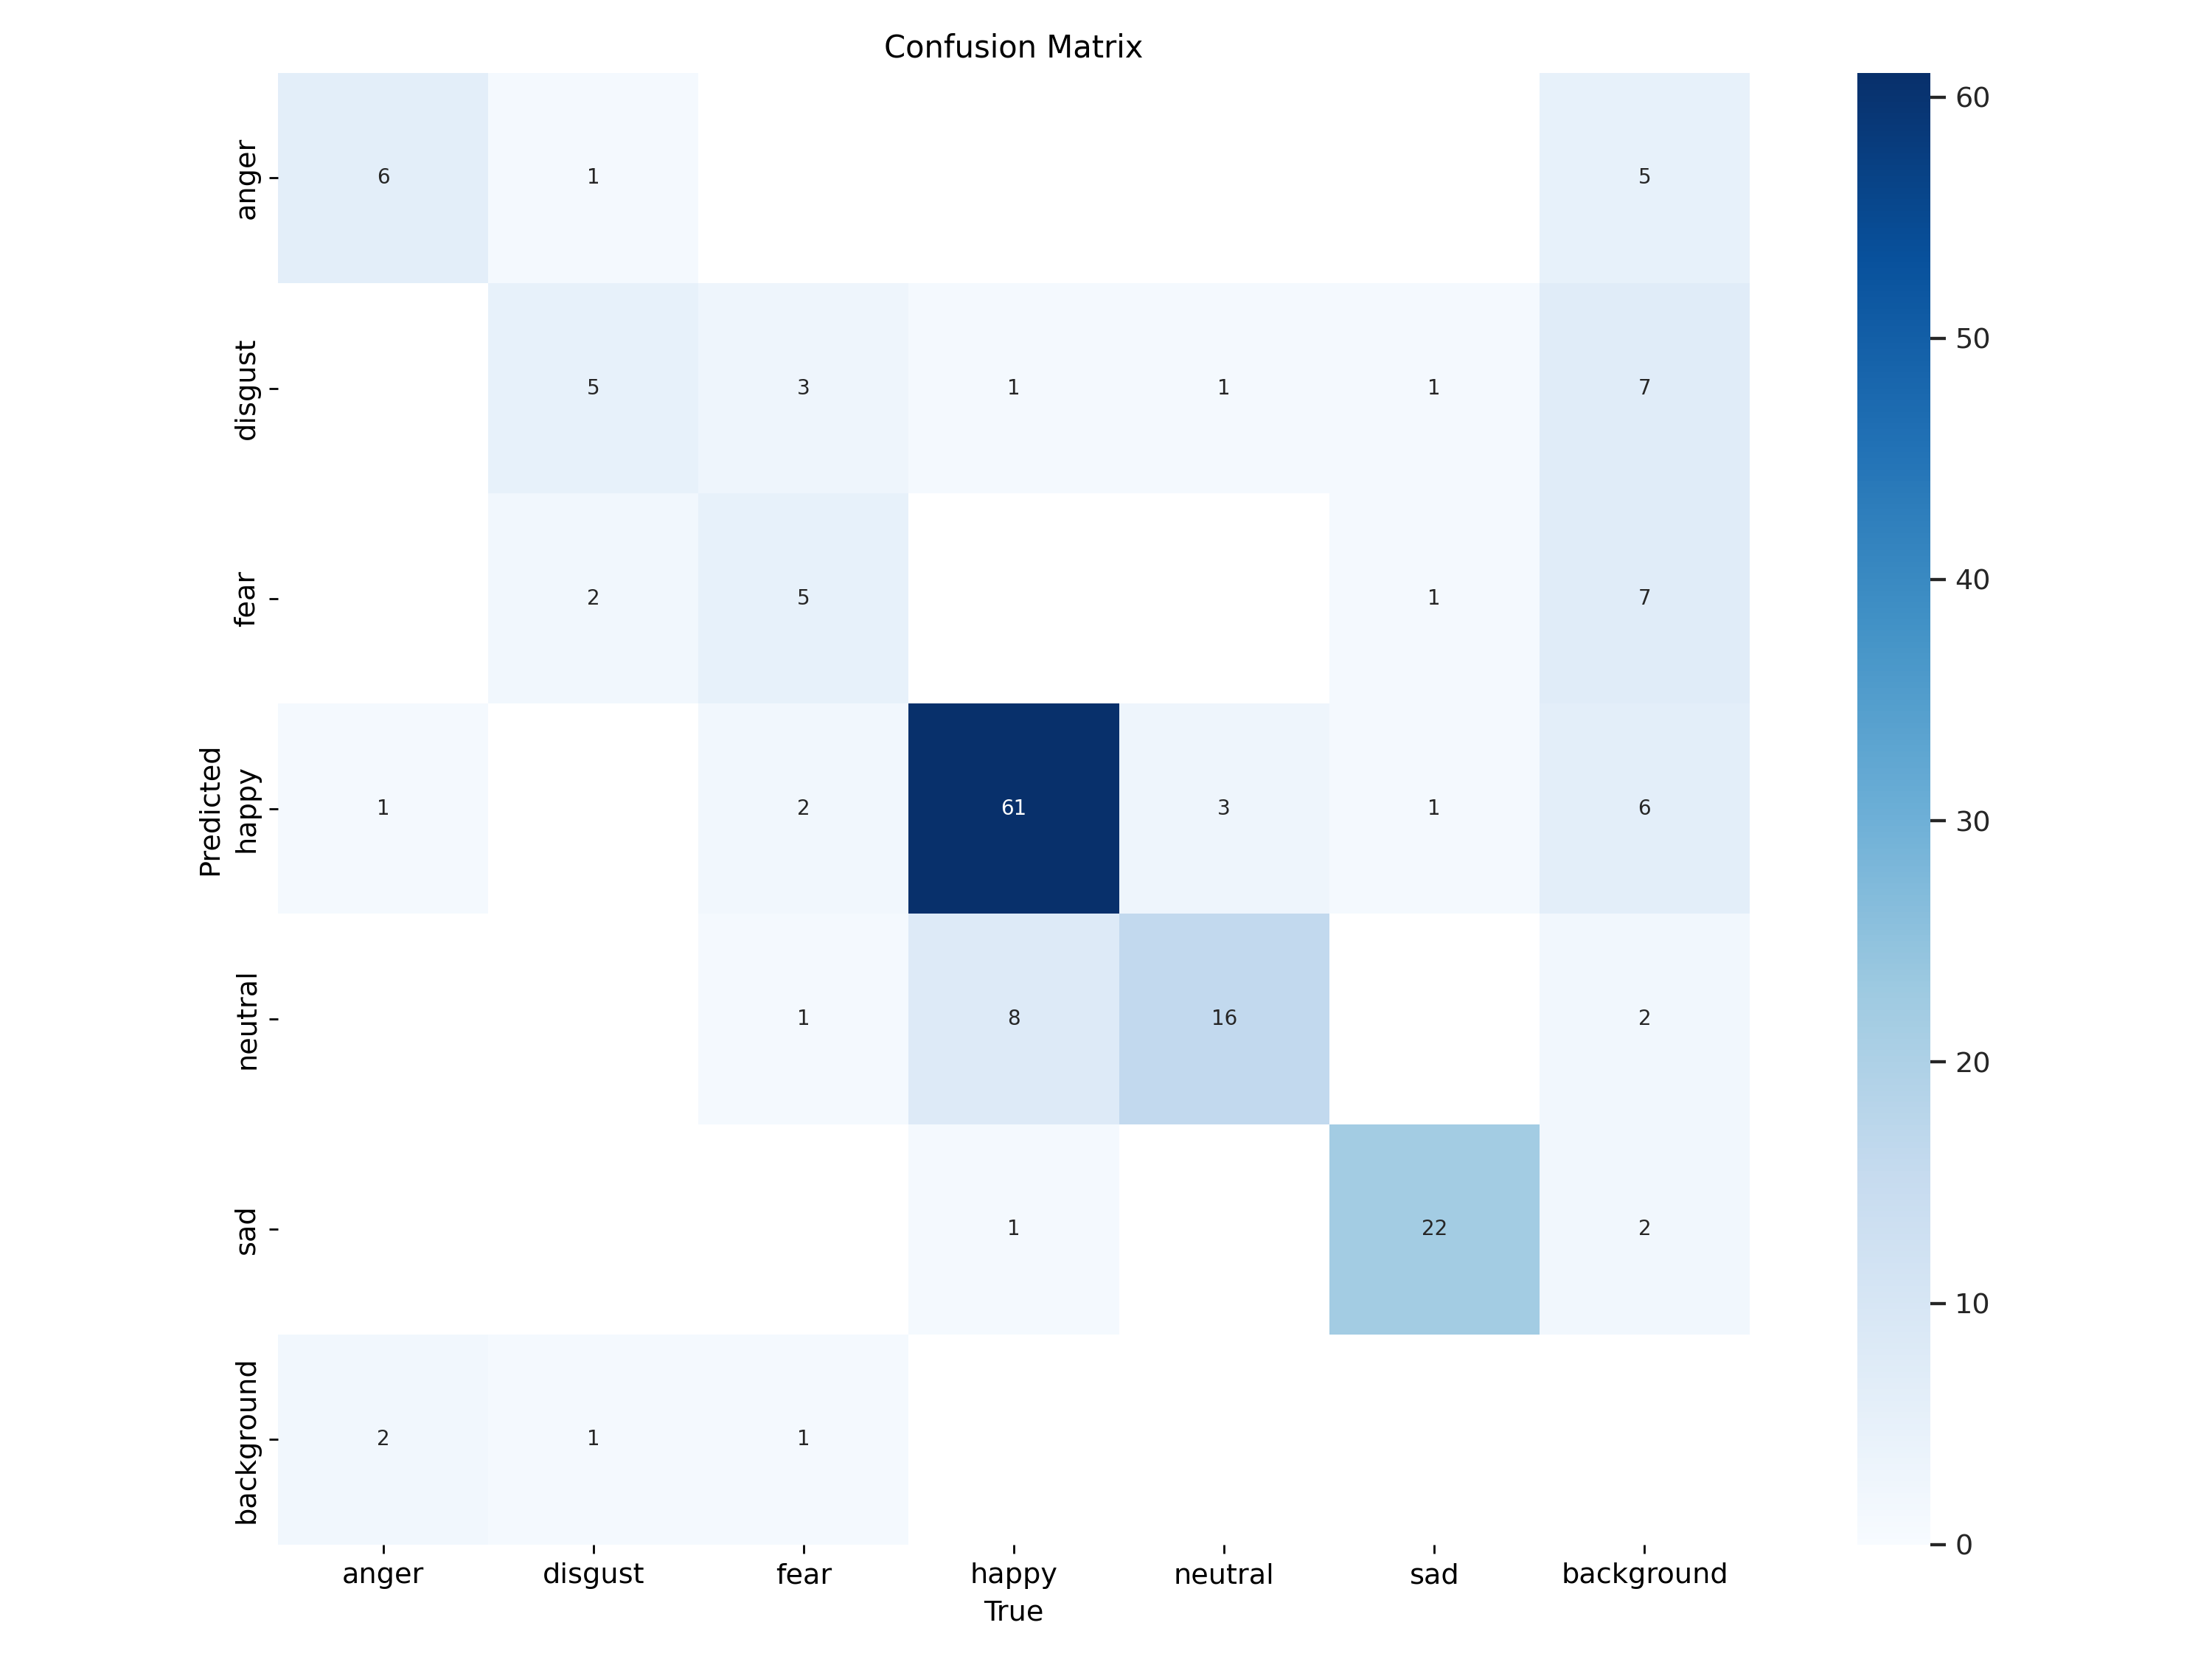 Confusion Matrix
anger 6 1 5
disgust 5 3 1 1 1 7
fear 2 5 1 7
happy 1 2 61 3 1 6
neutral 1 8 16 2
sad 1 22 2
background 2 1 1
Predicted
anger disgust fear happy neutral sad background
True
60
50
40
30
20
10
0